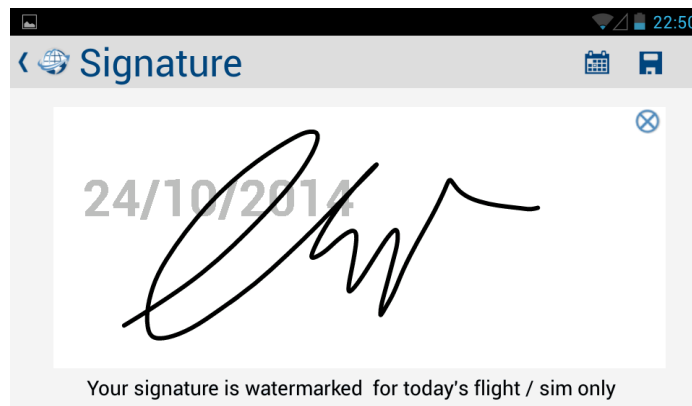 22:50
Signature
24/10/2014
Your signature is watermarked for today's flight / sim only